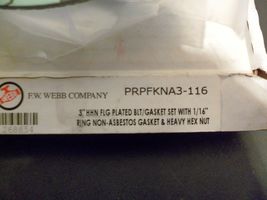 F.W. WEBB COMPANY
PRPFKNA3-116
3" HHN FLG PLATED BLT/GASKET SET WITH 1/16"
RING NON-ASBESTOS GASKET & HEAVY HEX NUT
268654